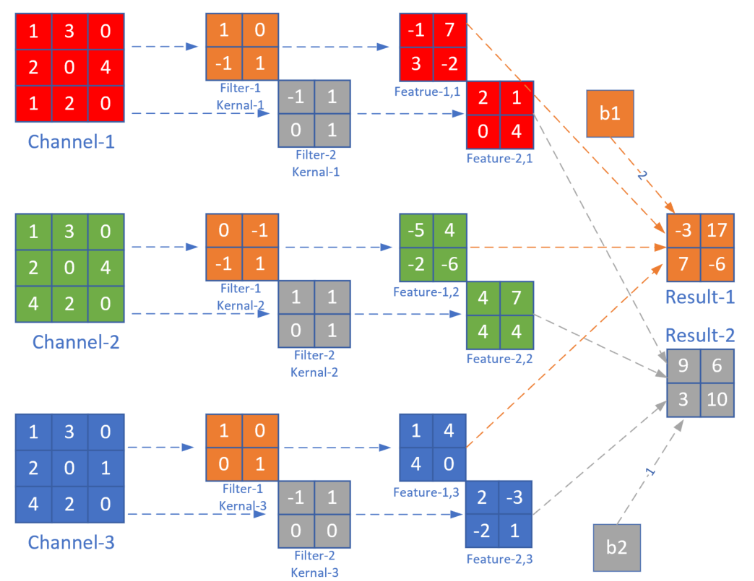 1 3 0
2 0 4
1 2 0
Channel-1
1 0
-1 1
Filter-1
Kernal-1
-1 1
0 1
Filter-2
Kernal-1
-1 7
3 -2
Featrue-1,1
2 1
0 4
Feature-2,1
b1
2
1 3 0
2 0 4
4 2 0
Channel-2
0 -1
-1 1
Filter-1
Kernal-2
1 1
0 1
Filter-2
Kernal-2
-5 4
-2 -6
Feature-1,2
4 7
4 4
Feature-2,2
-3 17
7 -6
Result-1
Result-2
9 6
3 10
1 3 0
2 0 1
4 2 0
Channel-3
1 0
0 1
Filter-1
Kernal-3
-1 1
0 0
Filter-2
Kernal-3
1 4
4 0
Feature-1,3
2 -3
-2 1
Feature-2,3
1
b2